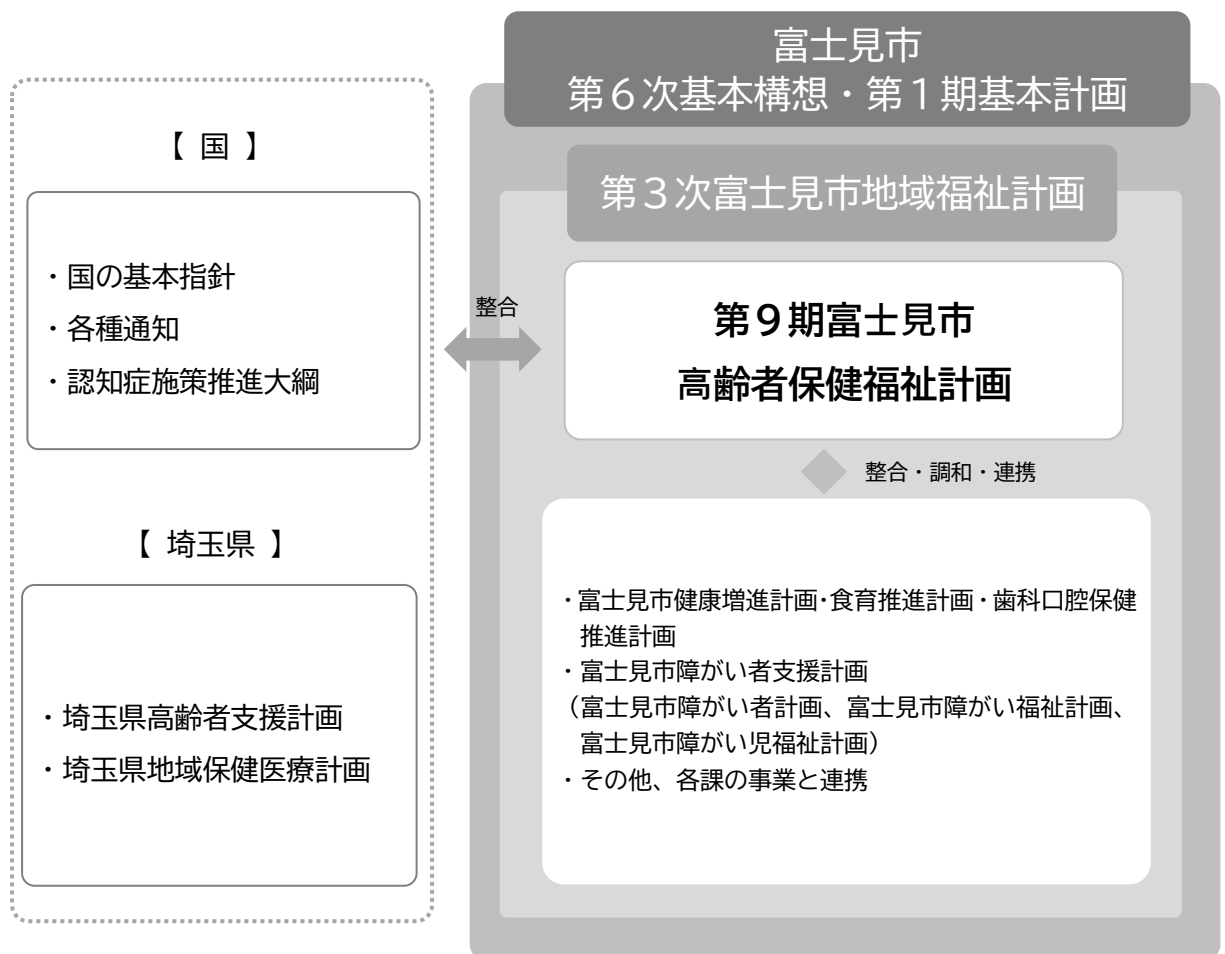 富士見市
第６次基本構想・第１期基本計画
第３次富士見市地域福祉計画
【 国 】
・国の基本指針
・各種通知
・認知症施策推進大綱
整合
第９期富士見市
高齢者保健福祉計画
整合・調和・連携
【 埼玉県 】
・埼玉県高齢者支援計画
・埼玉県地域保健医療計画
・富士見市健康増進計画・食育推進計画・歯科口腔保健
推進計画
・富士見市障がい者支援計画
（富士見市障がい者計画、富士見市障がい福祉計画、
富士見市障がい児福祉計画）
・その他、各課の事業と連携